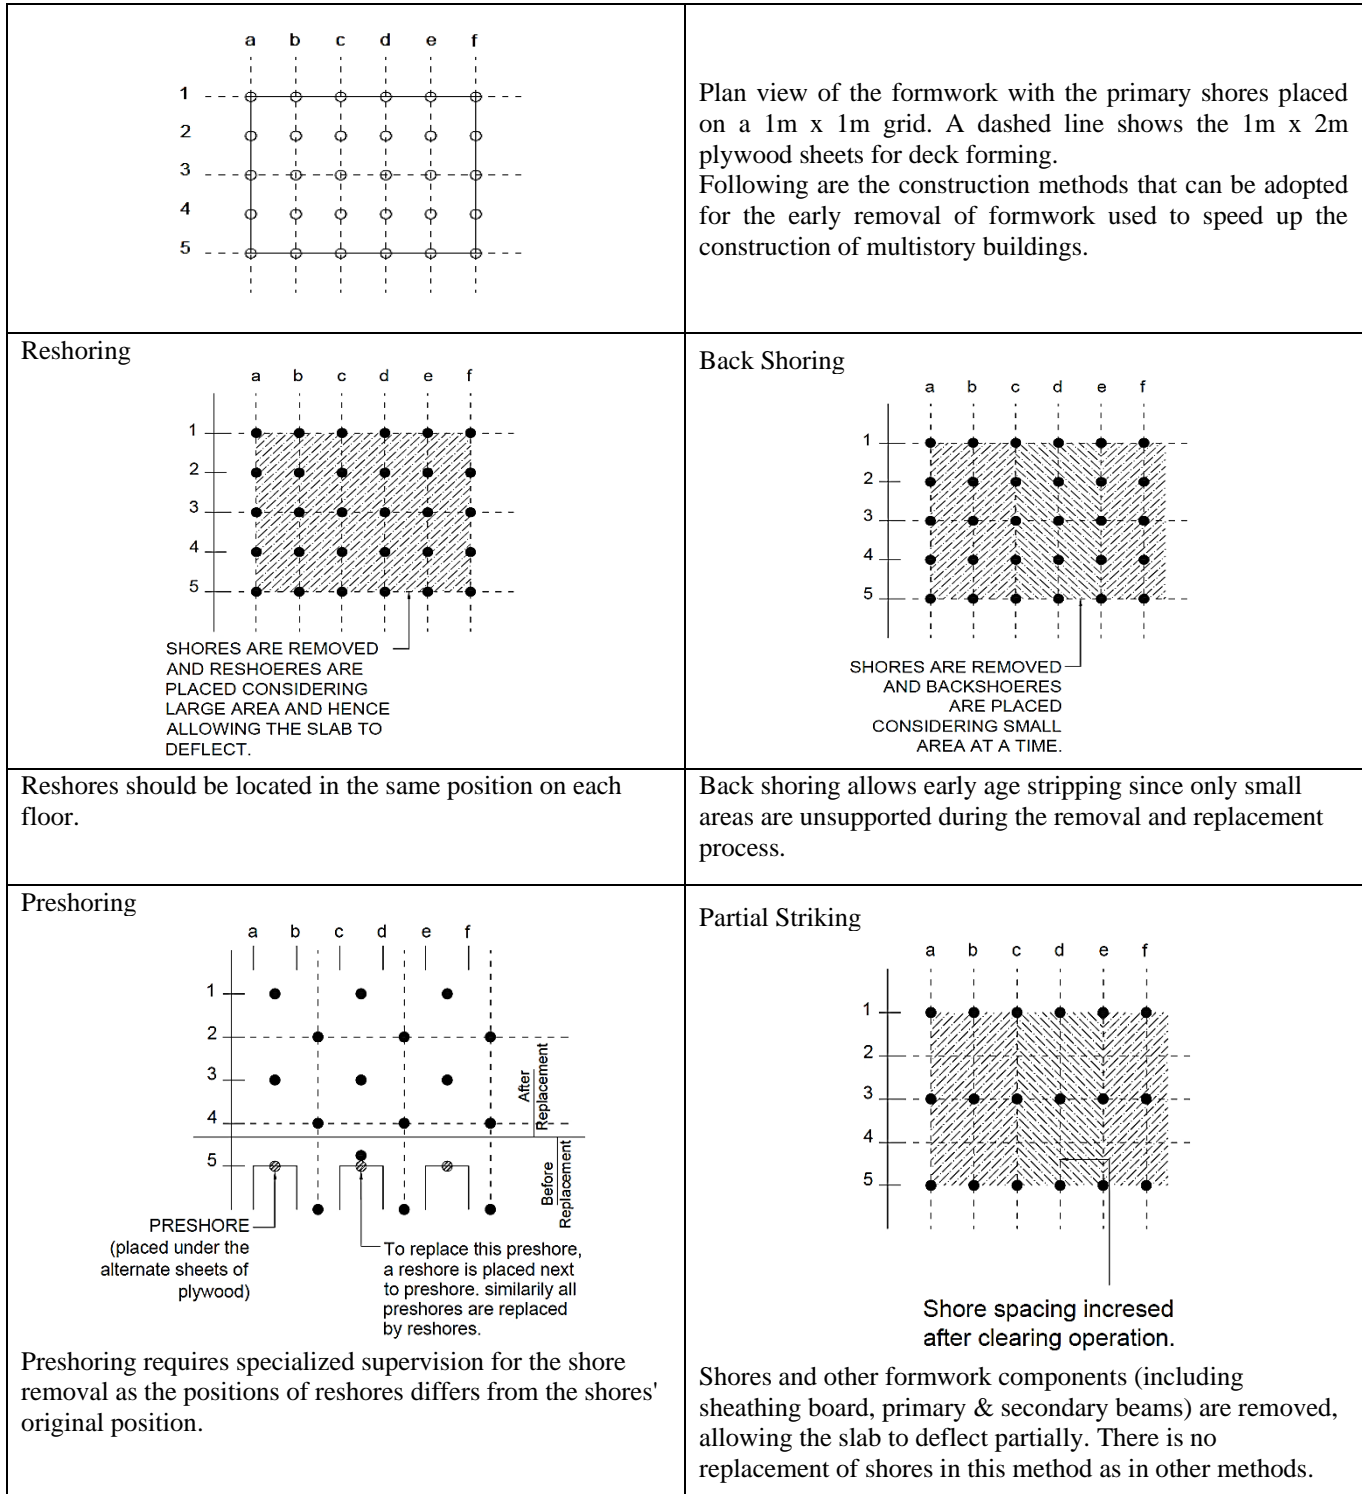 a b c d e f
1
2
3
4
5
Plan view of the formwork with the primary shores placed
on a 1m x 1m grid. A dashed line shows the 1m x 2m
plywood sheets for deck forming.
Following are the construction methods that can be adopted
for the early removal of formwork used to speed up the
construction of multistory buildings.
Reshoring
a b c d e f
1
2
3
4
5
SHORES ARE REMOVED
AND RESHOERES ARE
PLACED CONSIDERING
LARGE AREA AND HENCE
ALLOWING THE SLAB TO
DEFLECT.
Back Shoring
a b c d e f
1
2
3
4
5
SHORES ARE REMOVED
AND BACKSHOERES
ARE PLACED
CONSIDERING SMALL
AREA AT A TIME.
Reshores should be located in the same position on each
floor.
Back shoring allows early age stripping since only small
areas are unsupported during the removal and replacement
process.
Preshoring
a b c d e f
1
2
3
4
5
After
Replacement
Before
Replacement
PRESHORE
(placed under the
alternate sheets of
plywood)
To replace this preshore,
a reshore is placed next
to preshore. similarily all
preshores are replaced
by reshores.
Preshoring requires specialized supervision for the shore
removal as the positions of reshores differs from the shores'
original position.
Partial Striking
a b c d e f
1
2
3
4
5
Shore spacing incresed
after clearing operation.
Shores and other formwork components (including
sheathing board, primary & secondary beams) are removed,
allowing the slab to deflect partially. There is no
replacement of shores in this method as in other methods.